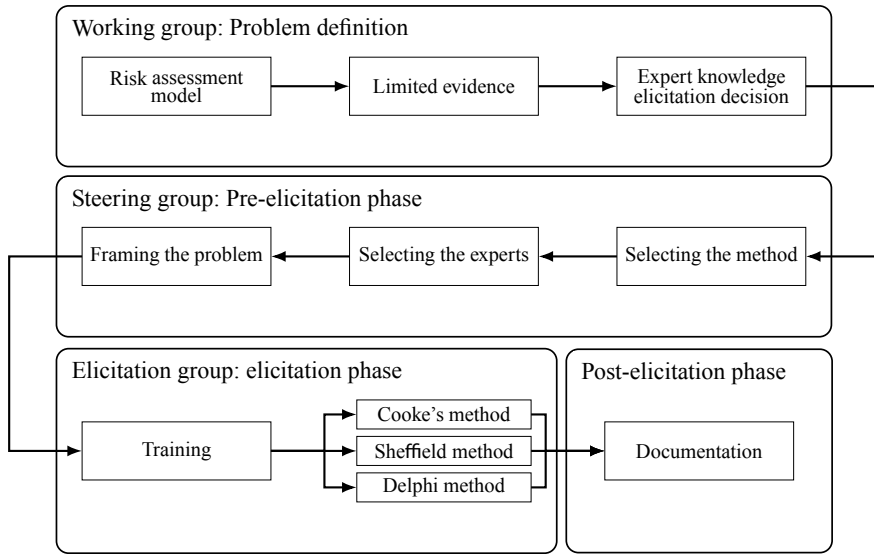 Working group: Problem definition
Risk assessment
model
Limited evidence
Expert knowledge
elicitation decision
Steering group: Pre-elicitation phase
Framing the problem
Selecting the experts
Selecting the method
Elicitation group: elicitation phase
Training
Cooke's method
Sheffield method
Delphi method
Post-elicitation phase
Documentation